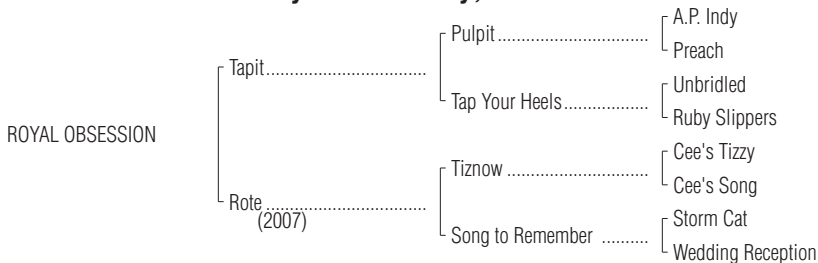 A.P. Indy
Pulpit
Preach
Tapit
Unbridled
Tap Your Heels
Ruby Slippers
ROYAL OBSESSION
Cee's Tizzy
Tiznow
Cee's Song
Rote
(2007)
Storm Cat
Song to Remember
Wedding Reception